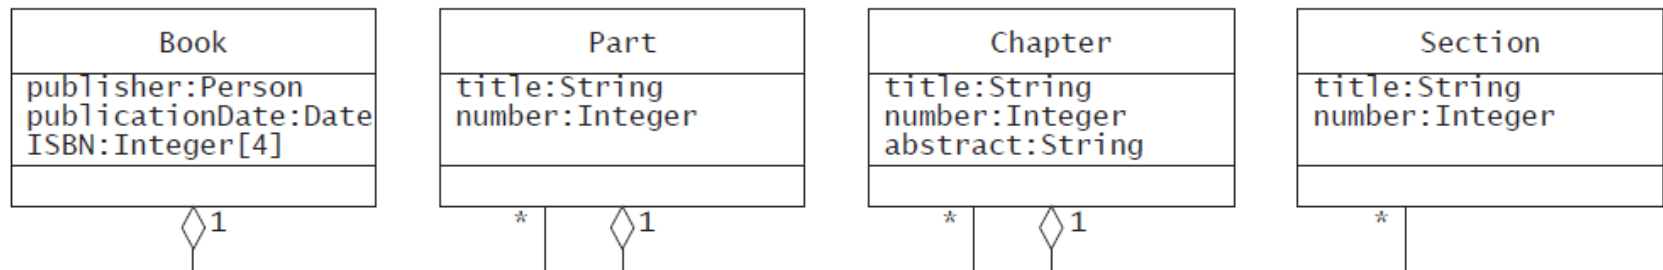 Book
publisher:Person
publicationDate:Date
ISBN:Integer[4]
1
Part
title:String
number:Integer
*
1
Chapter
title:String
number:Integer
abstract:String
*
1
Section
title:String
number:Integer
*